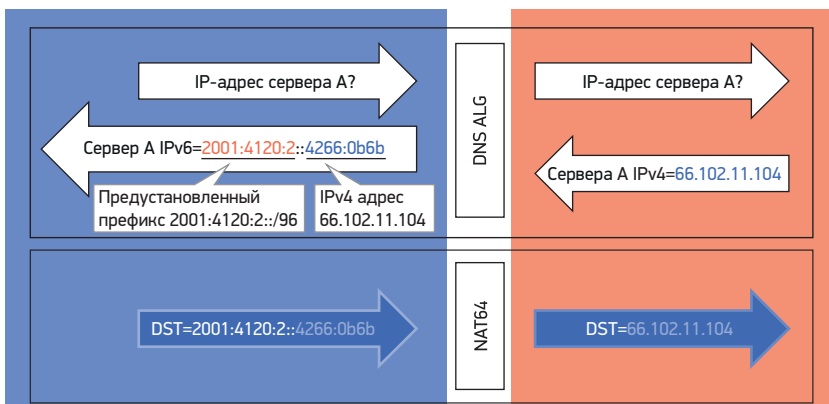 IP-адрес сервера А?
IP-адрес сервера А?
DNS ALG
Сервер А IPv6=2001:4120:2::4266:0b6b
Сервера А IPv4=66.102.11.104
Предустановленный
префикс 2001:4120:2::/96
IPv4 адрес
66.102.11.104
DST=2001:4120:2::4266:0b6b
NAT64
DST=66.102.11.104